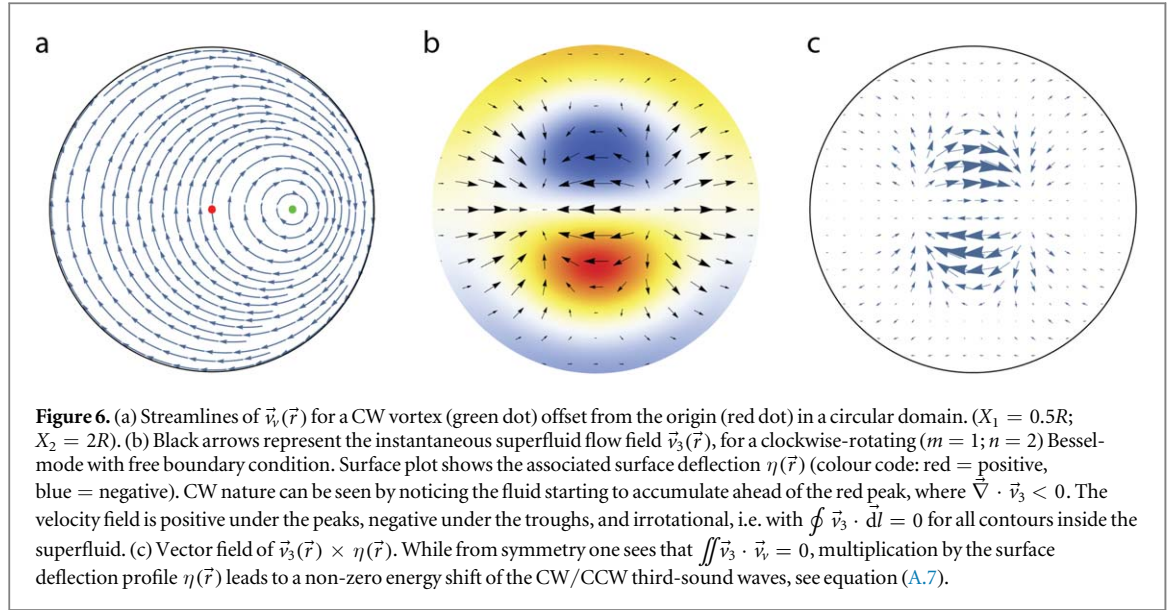 a
b
c
Figure 6. (a) Streamlines of v⃗ᵥ(r⃗) for a CW vortex (green dot) offset from the origin (red dot) in a circular domain. (X₁ = 0.5R;
X₂ = 2R). (b) Black arrows represent the instantaneous superfluid flow field v⃗₃(r⃗), for a clockwise-rotating (m = 1; n = 2) Bessel-
mode with free boundary condition. Surface plot shows the associated surface deflection η(r⃗) (colour code: red = positive,
blue = negative). CW nature can be seen by noticing the fluid starting to accumulate ahead of the red peak, where ∇⃗ · v⃗₃ < 0. The
velocity field is positive under the peaks, negative under the troughs, and irrotational, i.e. with ∮ v⃗₃ · d⃗l = 0 for all contours inside the
superfluid. (c) Vector field of v⃗₃(r⃗) × η(r⃗). While from symmetry one sees that ∬v⃗₃ · v⃗ᵥ = 0, multiplication by the surface
deflection profile η(r⃗) leads to a non-zero energy shift of the CW/CCW third-sound waves, see equation (A.7).